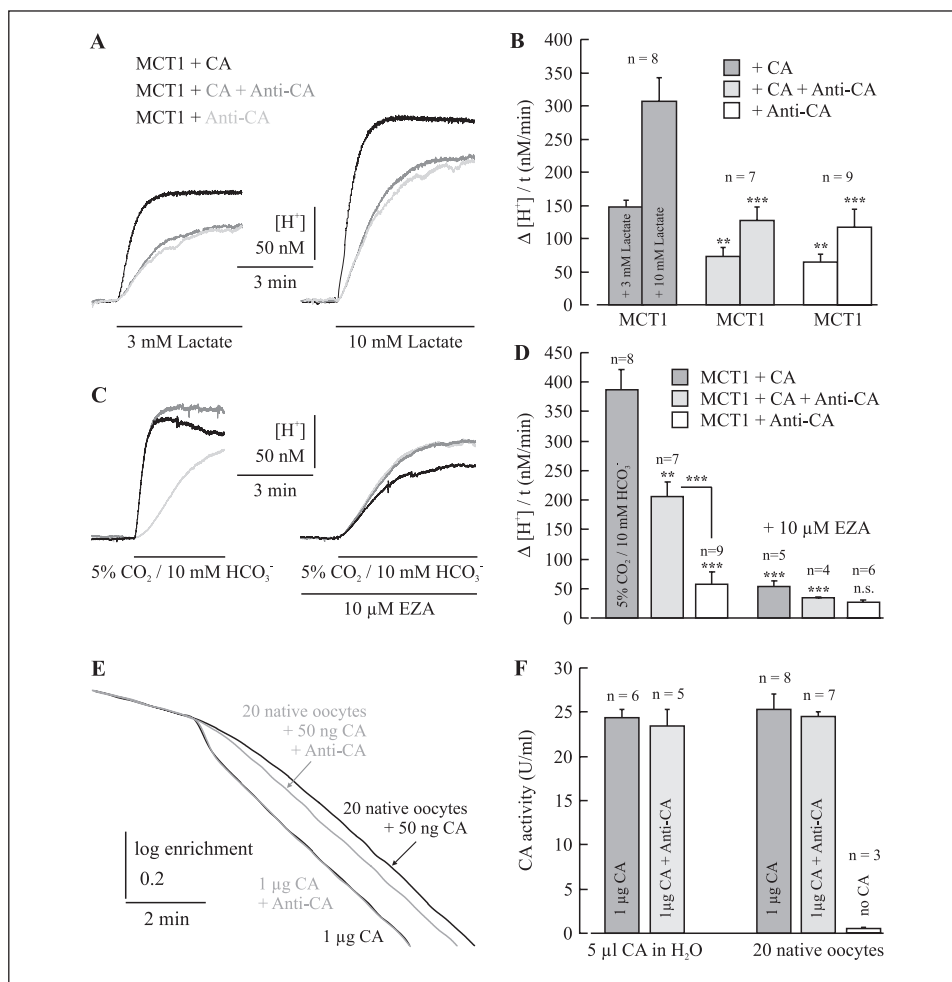 A
MCT1 + CA
MCT1 + CA + Anti-CA
MCT1 + Anti-CA
[H⁺]
50 nM
3 min
3 mM Lactate
10 mM Lactate
B
Δ [H⁺] / t (nM/min)
400
350
300
250
200
150
100
50
0
n = 8
+ CA
+ CA + Anti-CA
+ Anti-CA
n = 7
n = 9
**
***
**
***
+ 3 mM Lactate
+ 10 mM Lactate
MCT1
MCT1
MCT1
C
[H⁺]
50 nM
3 min
5% CO₂ / 10 mM HCO₃⁻
5% CO₂ / 10 mM HCO₃⁻
10 µM EZA
D
Δ [H⁺] / t (nM/min)
450
400
350
300
250
200
150
100
50
0
n=8
MCT1 + CA
MCT1 + CA + Anti-CA
MCT1 + Anti-CA
5% CO₂ / 10 mM HCO₃⁻
n=7
**
***
n=9
***
+ 10 µM EZA
n=5
***
n=4
***
n=6
n.s.
E
20 native oocytes
+ 50 ng CA
+ Anti-CA
20 native oocytes
+ 50 ng CA
log enrichment
0.2
2 min
1 µg CA
+ Anti-CA
1 µg CA
F
CA activity (U/ml)
30
25
20
15
10
5
0
n = 6
n = 5
n = 8
n = 7
n = 3
1 µg CA
1µg CA + Anti-CA
1 µg CA
1µg CA + Anti-CA
no CA
5 µl CA in H₂O
20 native oocytes